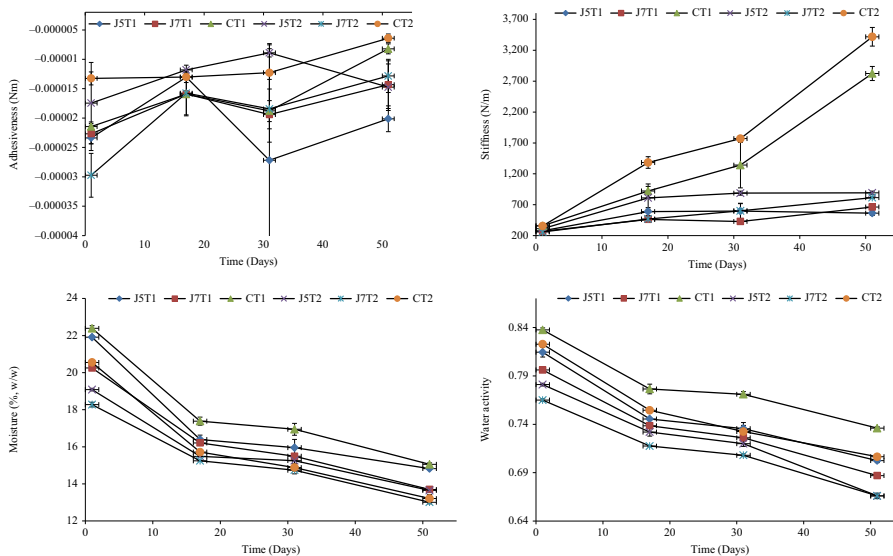 J5T1 J7T1 CT1 J5T2 J7T2 CT2
Adhesiveness (Nm)
–0.000005
–0.00001
–0.000015
–0.00002
–0.000025
–0.00003
–0.000035
–0.00004
0 10 20 30 40 50
Time (Days)
J5T1 J7T1 CT1 J5T2 J7T2 CT2
Stiffness (N/m)
3,700
3,200
2,700
2,200
1,700
1,200
700
200
0 10 20 30 40 50
Time (Days)
J5T1 J7T1 CT1 J5T2 J7T2 CT2
Moisture (%, w/w)
24
22
20
18
16
14
12
0 10 20 30 40 50
Time (Days)
J5T1 J7T1 CT1 J5T2 J7T2 CT2
Water activity
0.84
0.79
0.74
0.69
0.64
0 10 20 30 40 50
Time (Days)